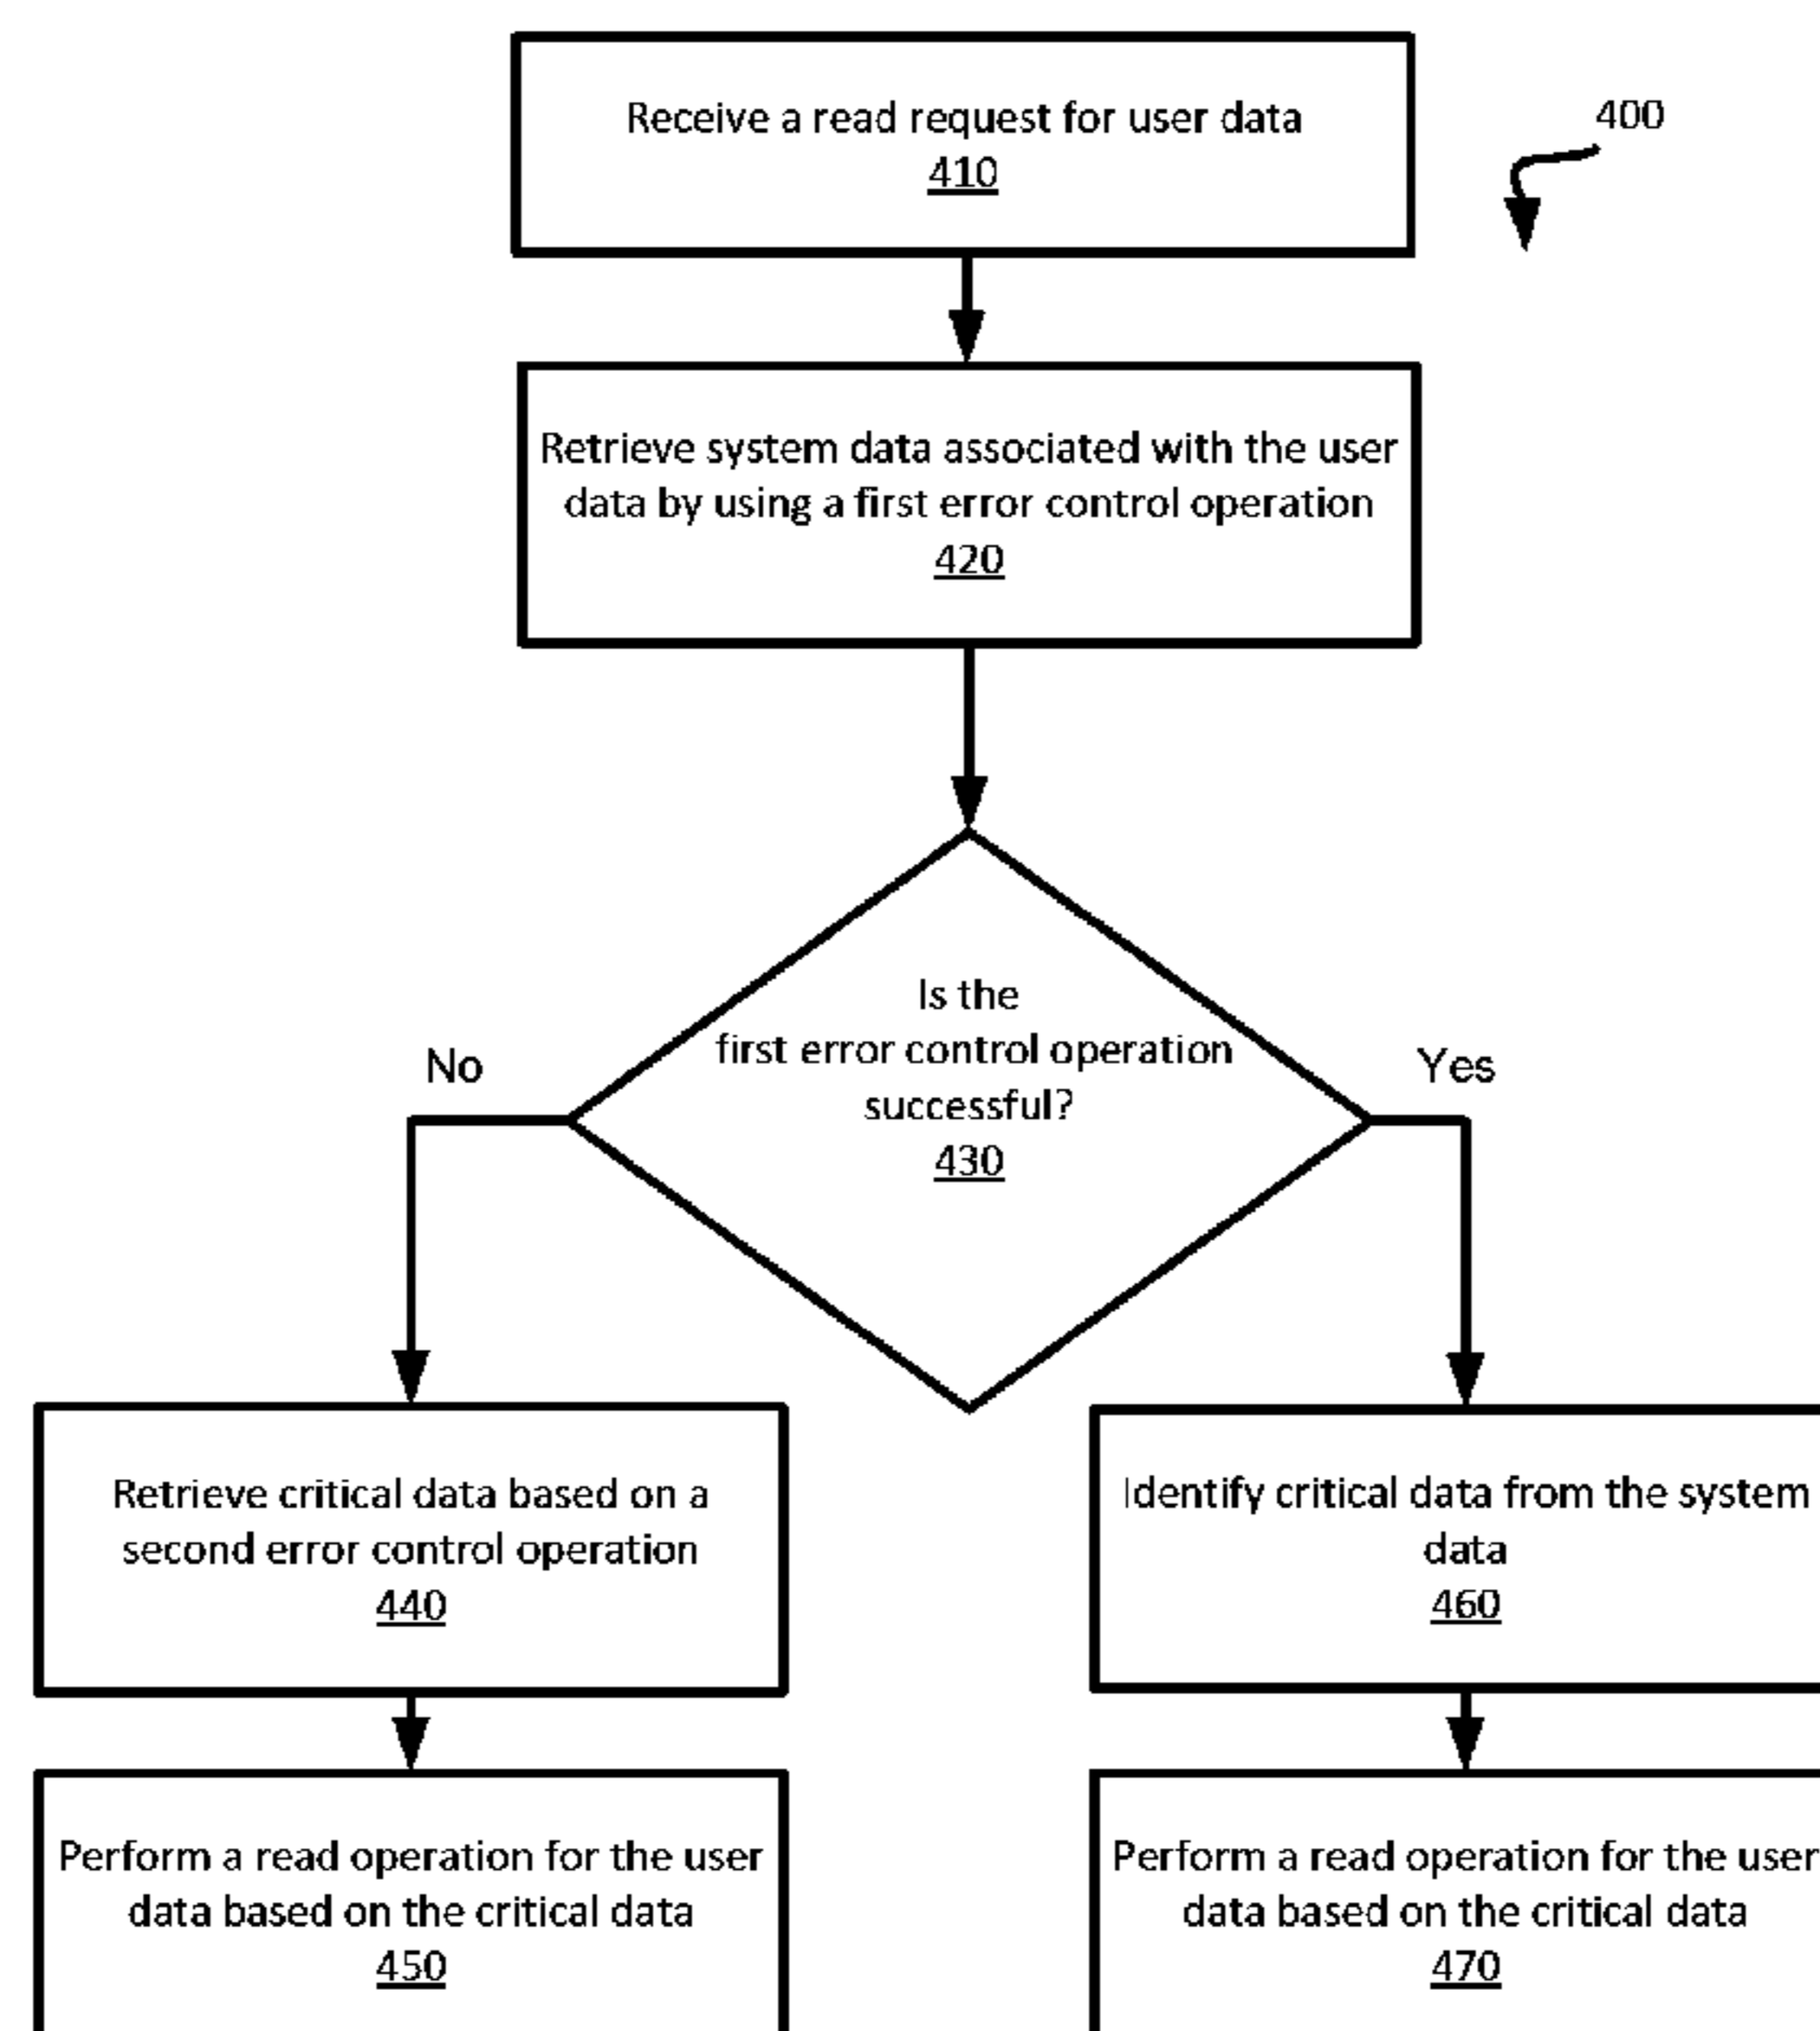 Receive a read request for user data
410
400
Retrieve system data associated with the user
data by using a first error control operation
420
Is the
first error control operation
successful?
430
No
Yes
Retrieve critical data based on a
second error control operation
440
Identify critical data from the system
data
460
Perform a read operation for the user
data based on the critical data
450
Perform a read operation for the user
data based on the critical data
470